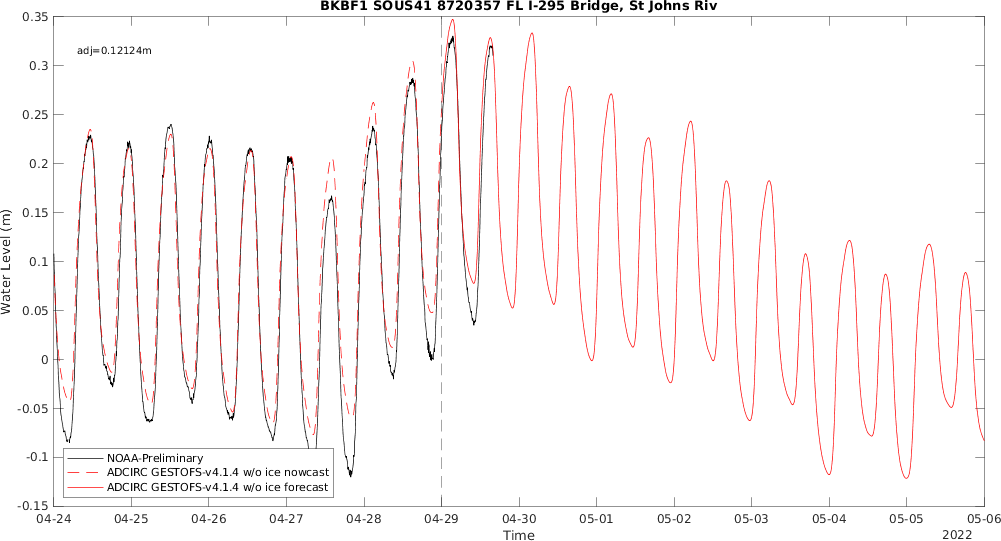 BKBF1 SOUS41 8720357 FL I-295 Bridge, St Johns Riv
adj=0.12124m
0.35
0.3
0.25
0.2
0.15
0.1
0.05
0
-0.05
-0.1
-0.15
Water Level (m)
NOAA-Preliminary
ADCIRC GESTOFS-v4.1.4 w/o ice nowcast
ADCIRC GESTOFS-v4.1.4 w/o ice forecast
04-24 04-25 04-26 04-27 04-28 04-29 04-30 05-01 05-02 05-03 05-04 05-05 05-06
Time
2022